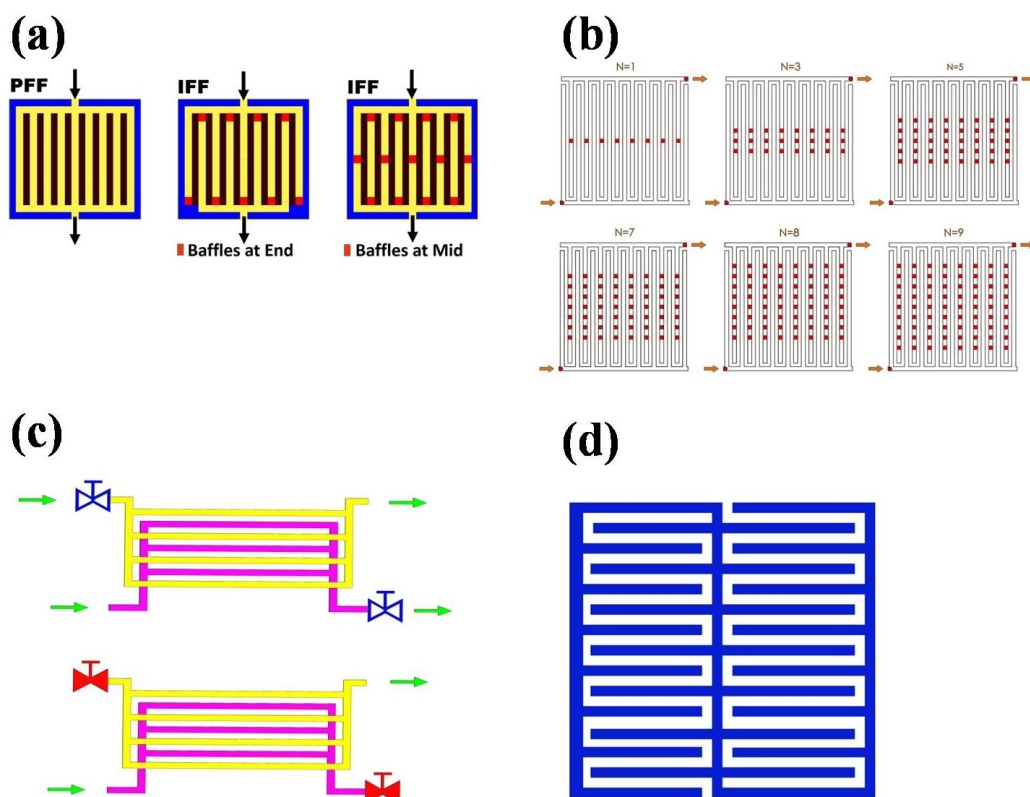 (a)
PFF
IFF
IFF
Baffles at End
Baffles at Mid
(b)
N=1
N=3
N=5
N=7
N=8
N=9
(c)
(d)